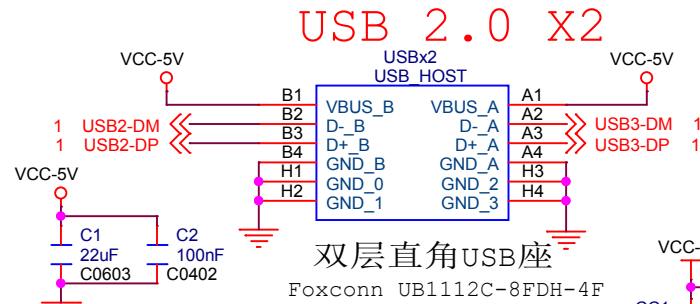 USB 2.0 X2
USBx2
USB_HOST
VCC-5V
VCC-5V
B1 VBUS_B VBUS_A A1
1 USB2-DM B2 D-_B D-_A A2 USB3-DM 1
1 USB2-DP B3 D+_B D+_A A3 USB3-DP 1
B4 GND_B GND_A A4
H1 GND_0 GND_2 H3
H2 GND_1 GND_3 H4
VCC-5V
C1
22uF
C0603
C2
100nF
C0402
双层直角USB座
Foxconn UB1112C-8FDH-4F
VCC-